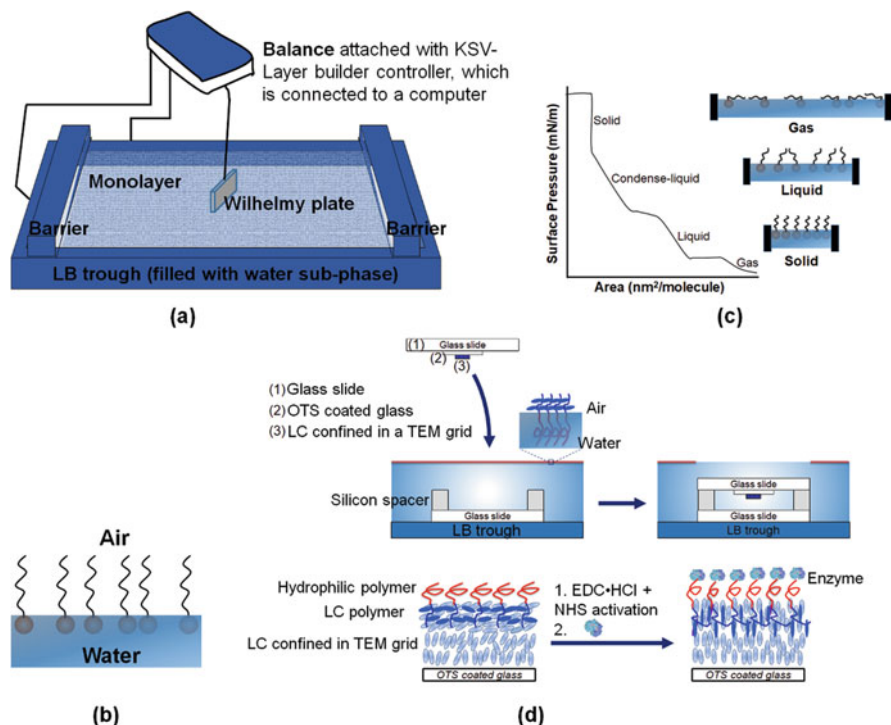 Balance attached with KSV-
Layer builder controller, which
is connected to a computer
Monolayer
Wilhelmy plate
Barrier
Barrier
LB trough (filled with water sub-phase)
(a)
Surface Pressure (mN/m)
Solid
Condense-liquid
Liquid
Gas
Area (nm²/molecule)
Gas
Liquid
Solid
(c)
Air
Water
(b)
(1) Glass slide
(2)
(3)
(1) Glass slide
(2) OTS coated glass
(3) LC confined in a TEM grid
Air
Water
Silicon spacer
Glass slide
LB trough
Glass slide
Glass slide
LB trough
Hydrophilic polymer
LC polymer
LC confined in TEM grid
OTS coated glass
1. EDC•HCl +
NHS activation
2.
Enzyme
OTS coated glass
(d)